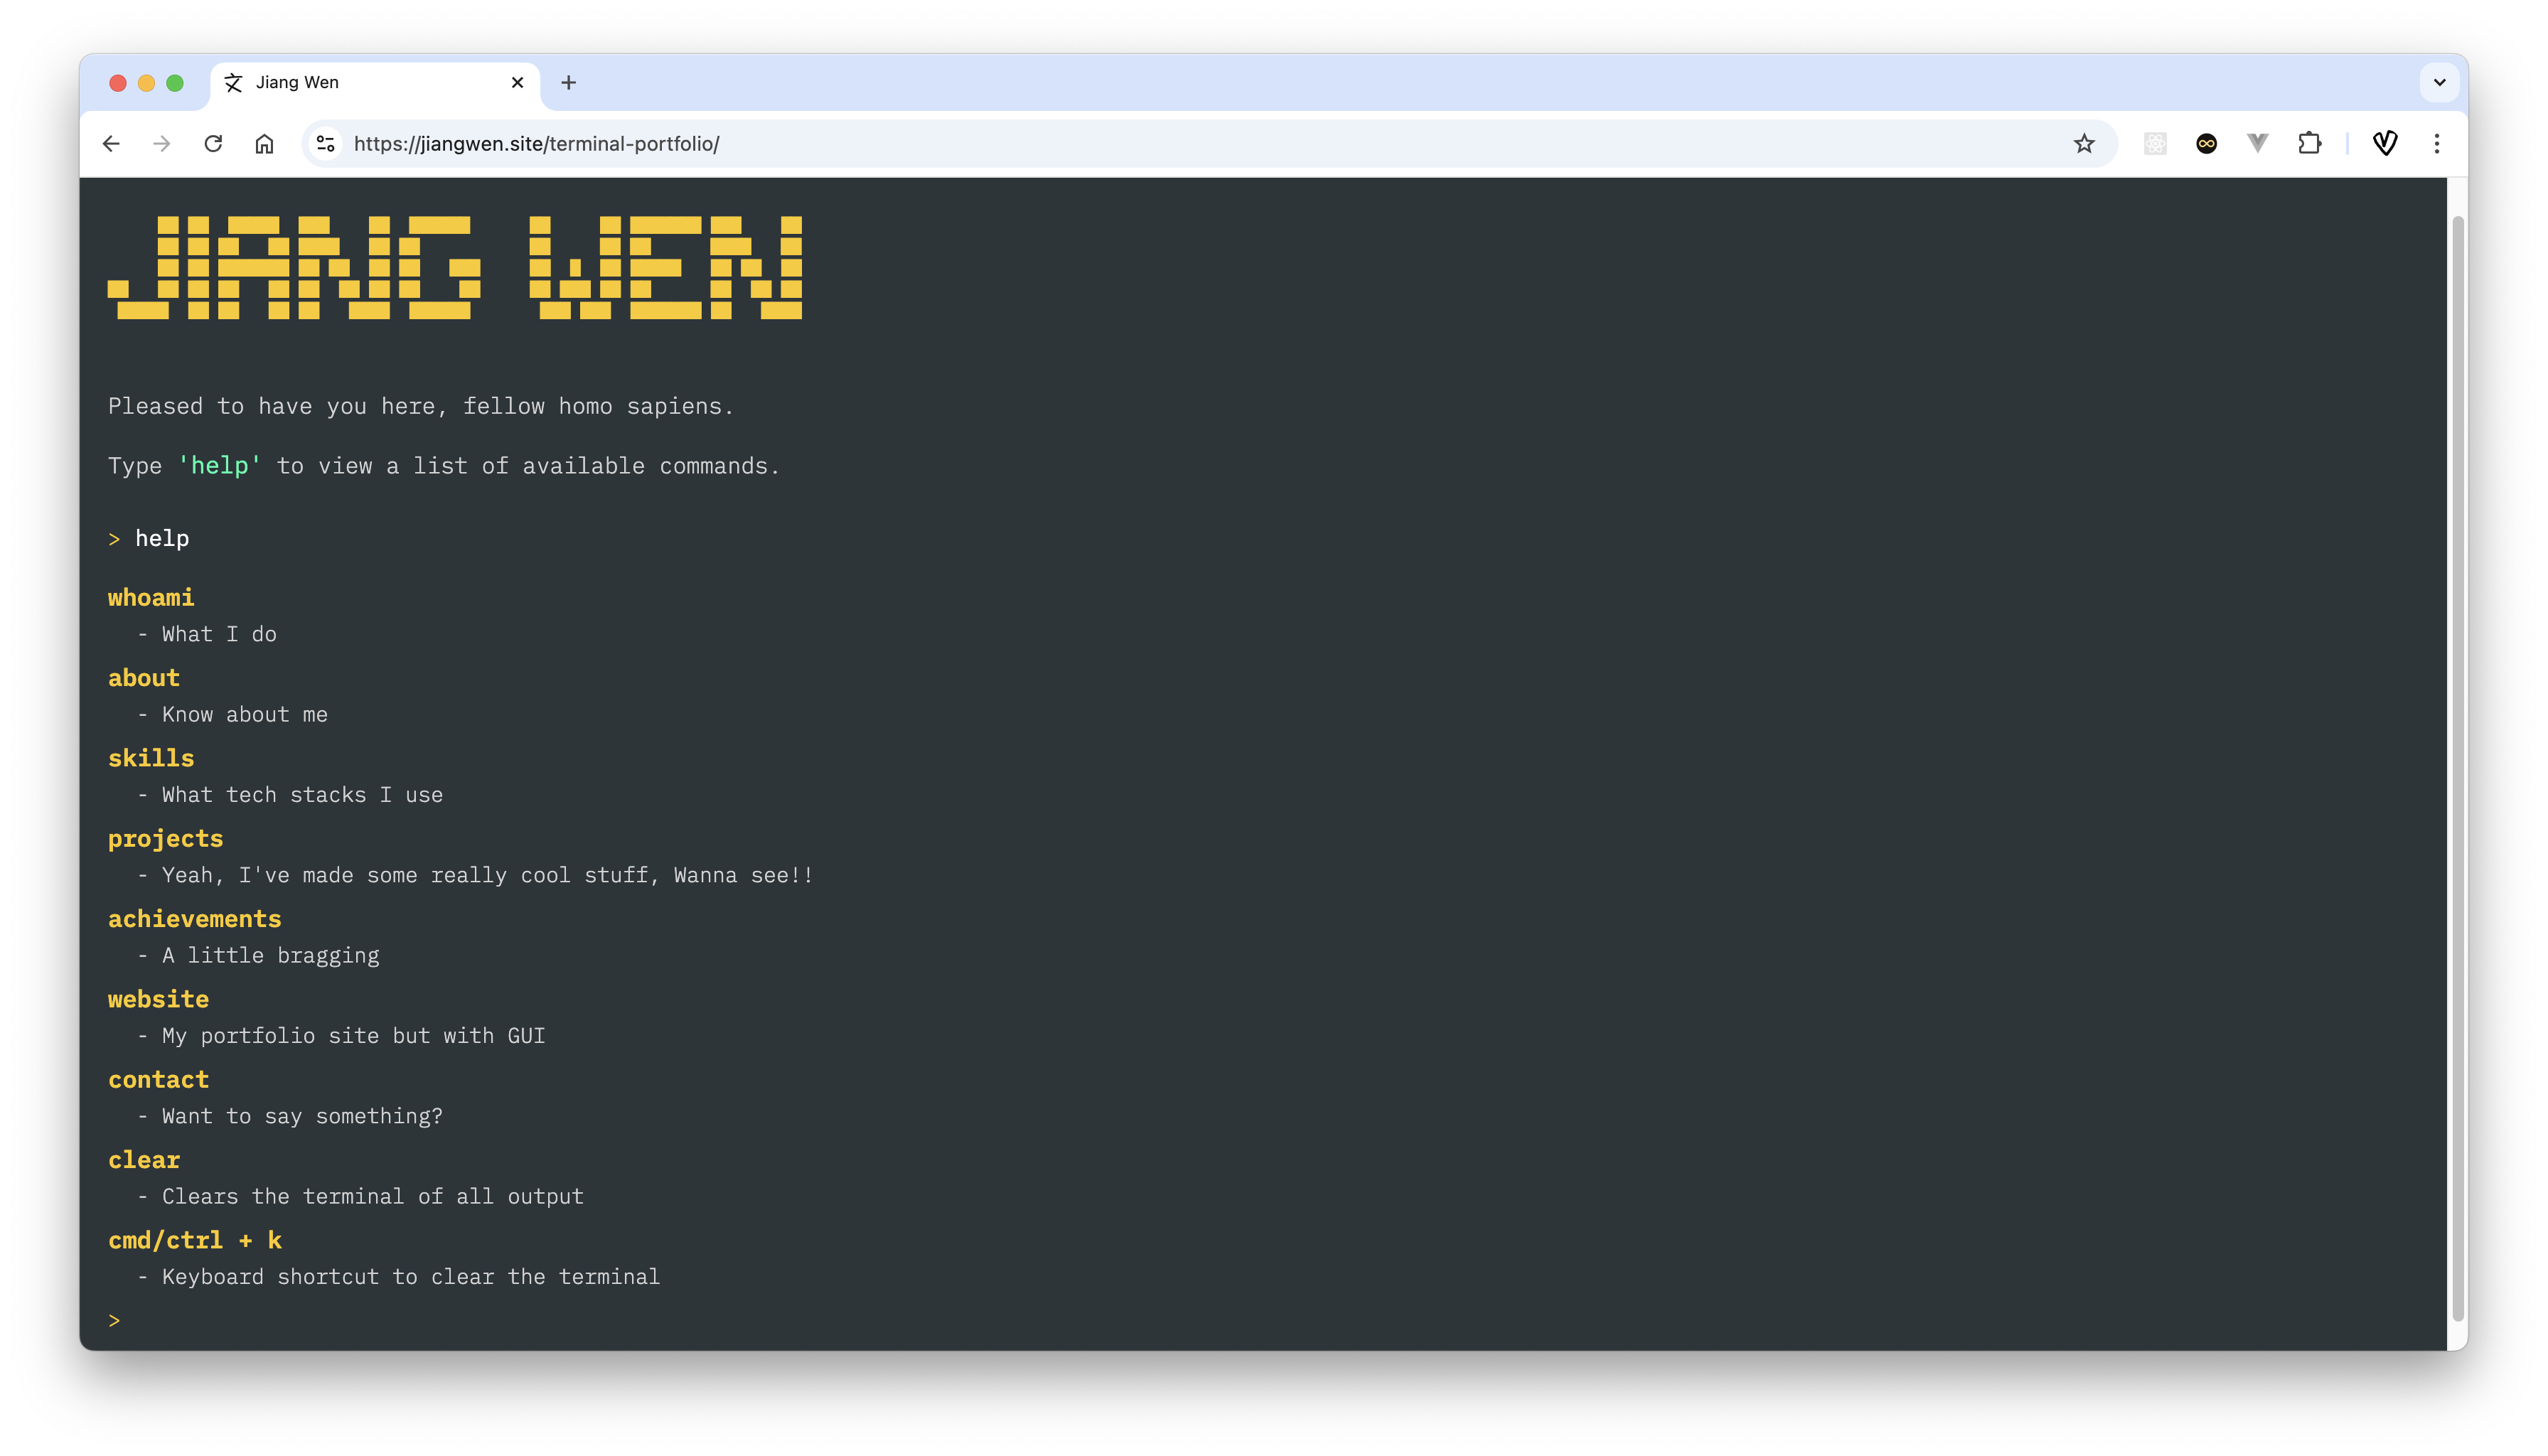 文 Jiang Wen
https://jiangwen.site/terminal-portfolio/
JIANG WEN
Pleased to have you here, fellow homo sapiens.
Type 'help' to view a list of available commands.
> help
whoami
- What I do
about
- Know about me
skills
- What tech stacks I use
projects
- Yeah, I've made some really cool stuff, Wanna see!!
achievements
- A little bragging
website
- My portfolio site but with GUI
contact
- Want to say something?
clear
- Clears the terminal of all output
cmd/ctrl + k
- Keyboard shortcut to clear the terminal
>